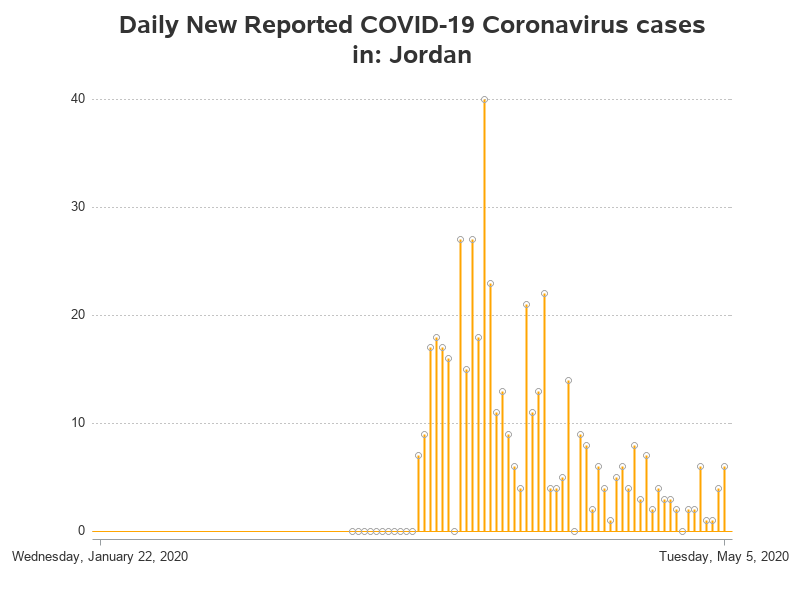 Daily New Reported COVID-19 Coronavirus cases
in: Jordan
40
30
20
10
0
Wednesday, January 22, 2020
Tuesday, May 5, 2020